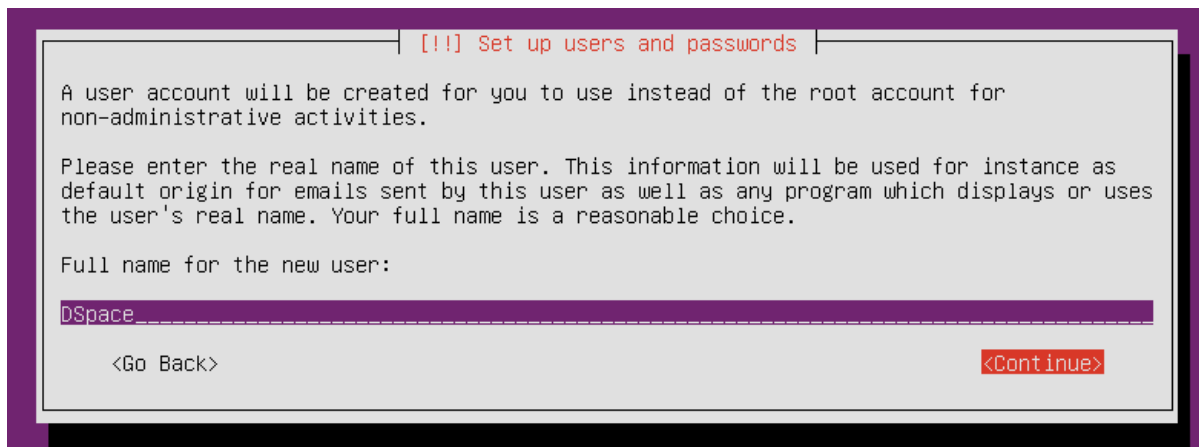 [!!] Set up users and passwords
A user account will be created for you to use instead of the root account for
non-administrative activities.
Please enter the real name of this user. This information will be used for instance as
default origin for emails sent by this user as well as any program which displays or uses
the user's real name. Your full name is a reasonable choice.
Full name for the new user:
DSpace
<Go Back> <Continue>